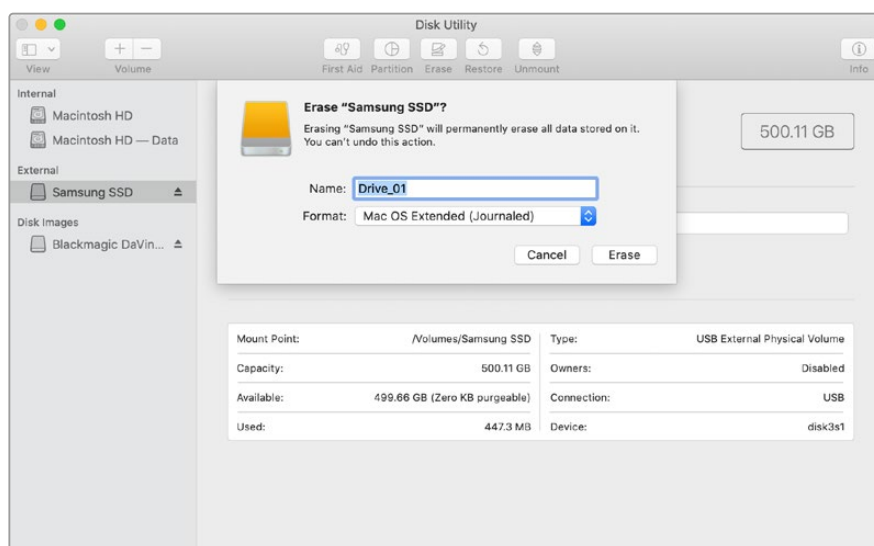 Disk Utility
View
Volume
First Aid Partition Erase Restore Unmount
Info
Internal
Macintosh HD
Macintosh HD — Data
External
Samsung SSD
Disk Images
Blackmagic DaVin...
Erase “Samsung SSD”?
Erasing “Samsung SSD” will permanently erase all data stored on it.
You can't undo this action.
Name: Drive_01
Format: Mac OS Extended (Journaled)
Cancel Erase
500.11 GB
Mount Point: /Volumes/Samsung SSD Type: USB External Physical Volume
Capacity: 500.11 GB Owners: Disabled
Available: 499.66 GB (Zero KB purgeable) Connection: USB
Used: 447.3 MB Device: disk3s1